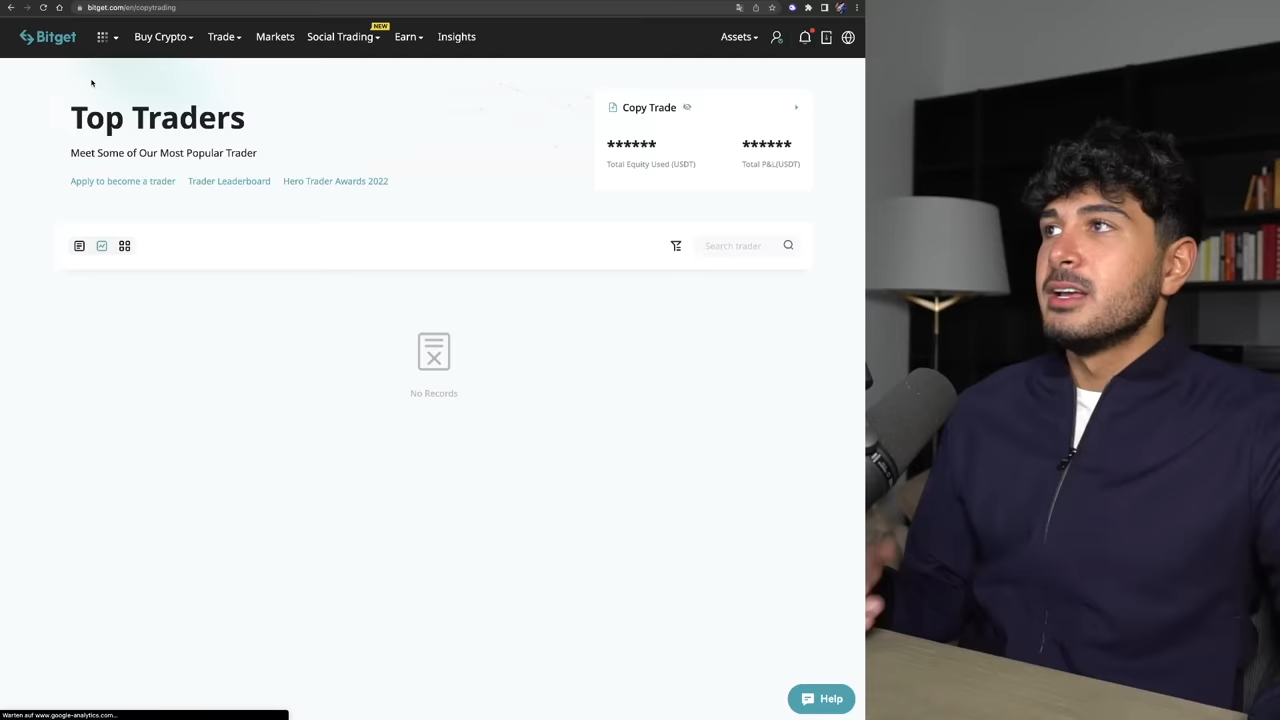 bitget.com/en/copytrading
Bitget
Buy Crypto
Trade
Markets
Social Trading
NEW
Earn
Insights
Assets
Top Traders
Meet Some of Our Most Popular Trader
Apply to become a trader
Trader Leaderboard
Hero Trader Awards 2022
Copy Trade
****** ******
Total Equity Used (USDT)
Total P&L(USDT)
Search trader
No Records
Help
Warten auf www.google-analytics.com...